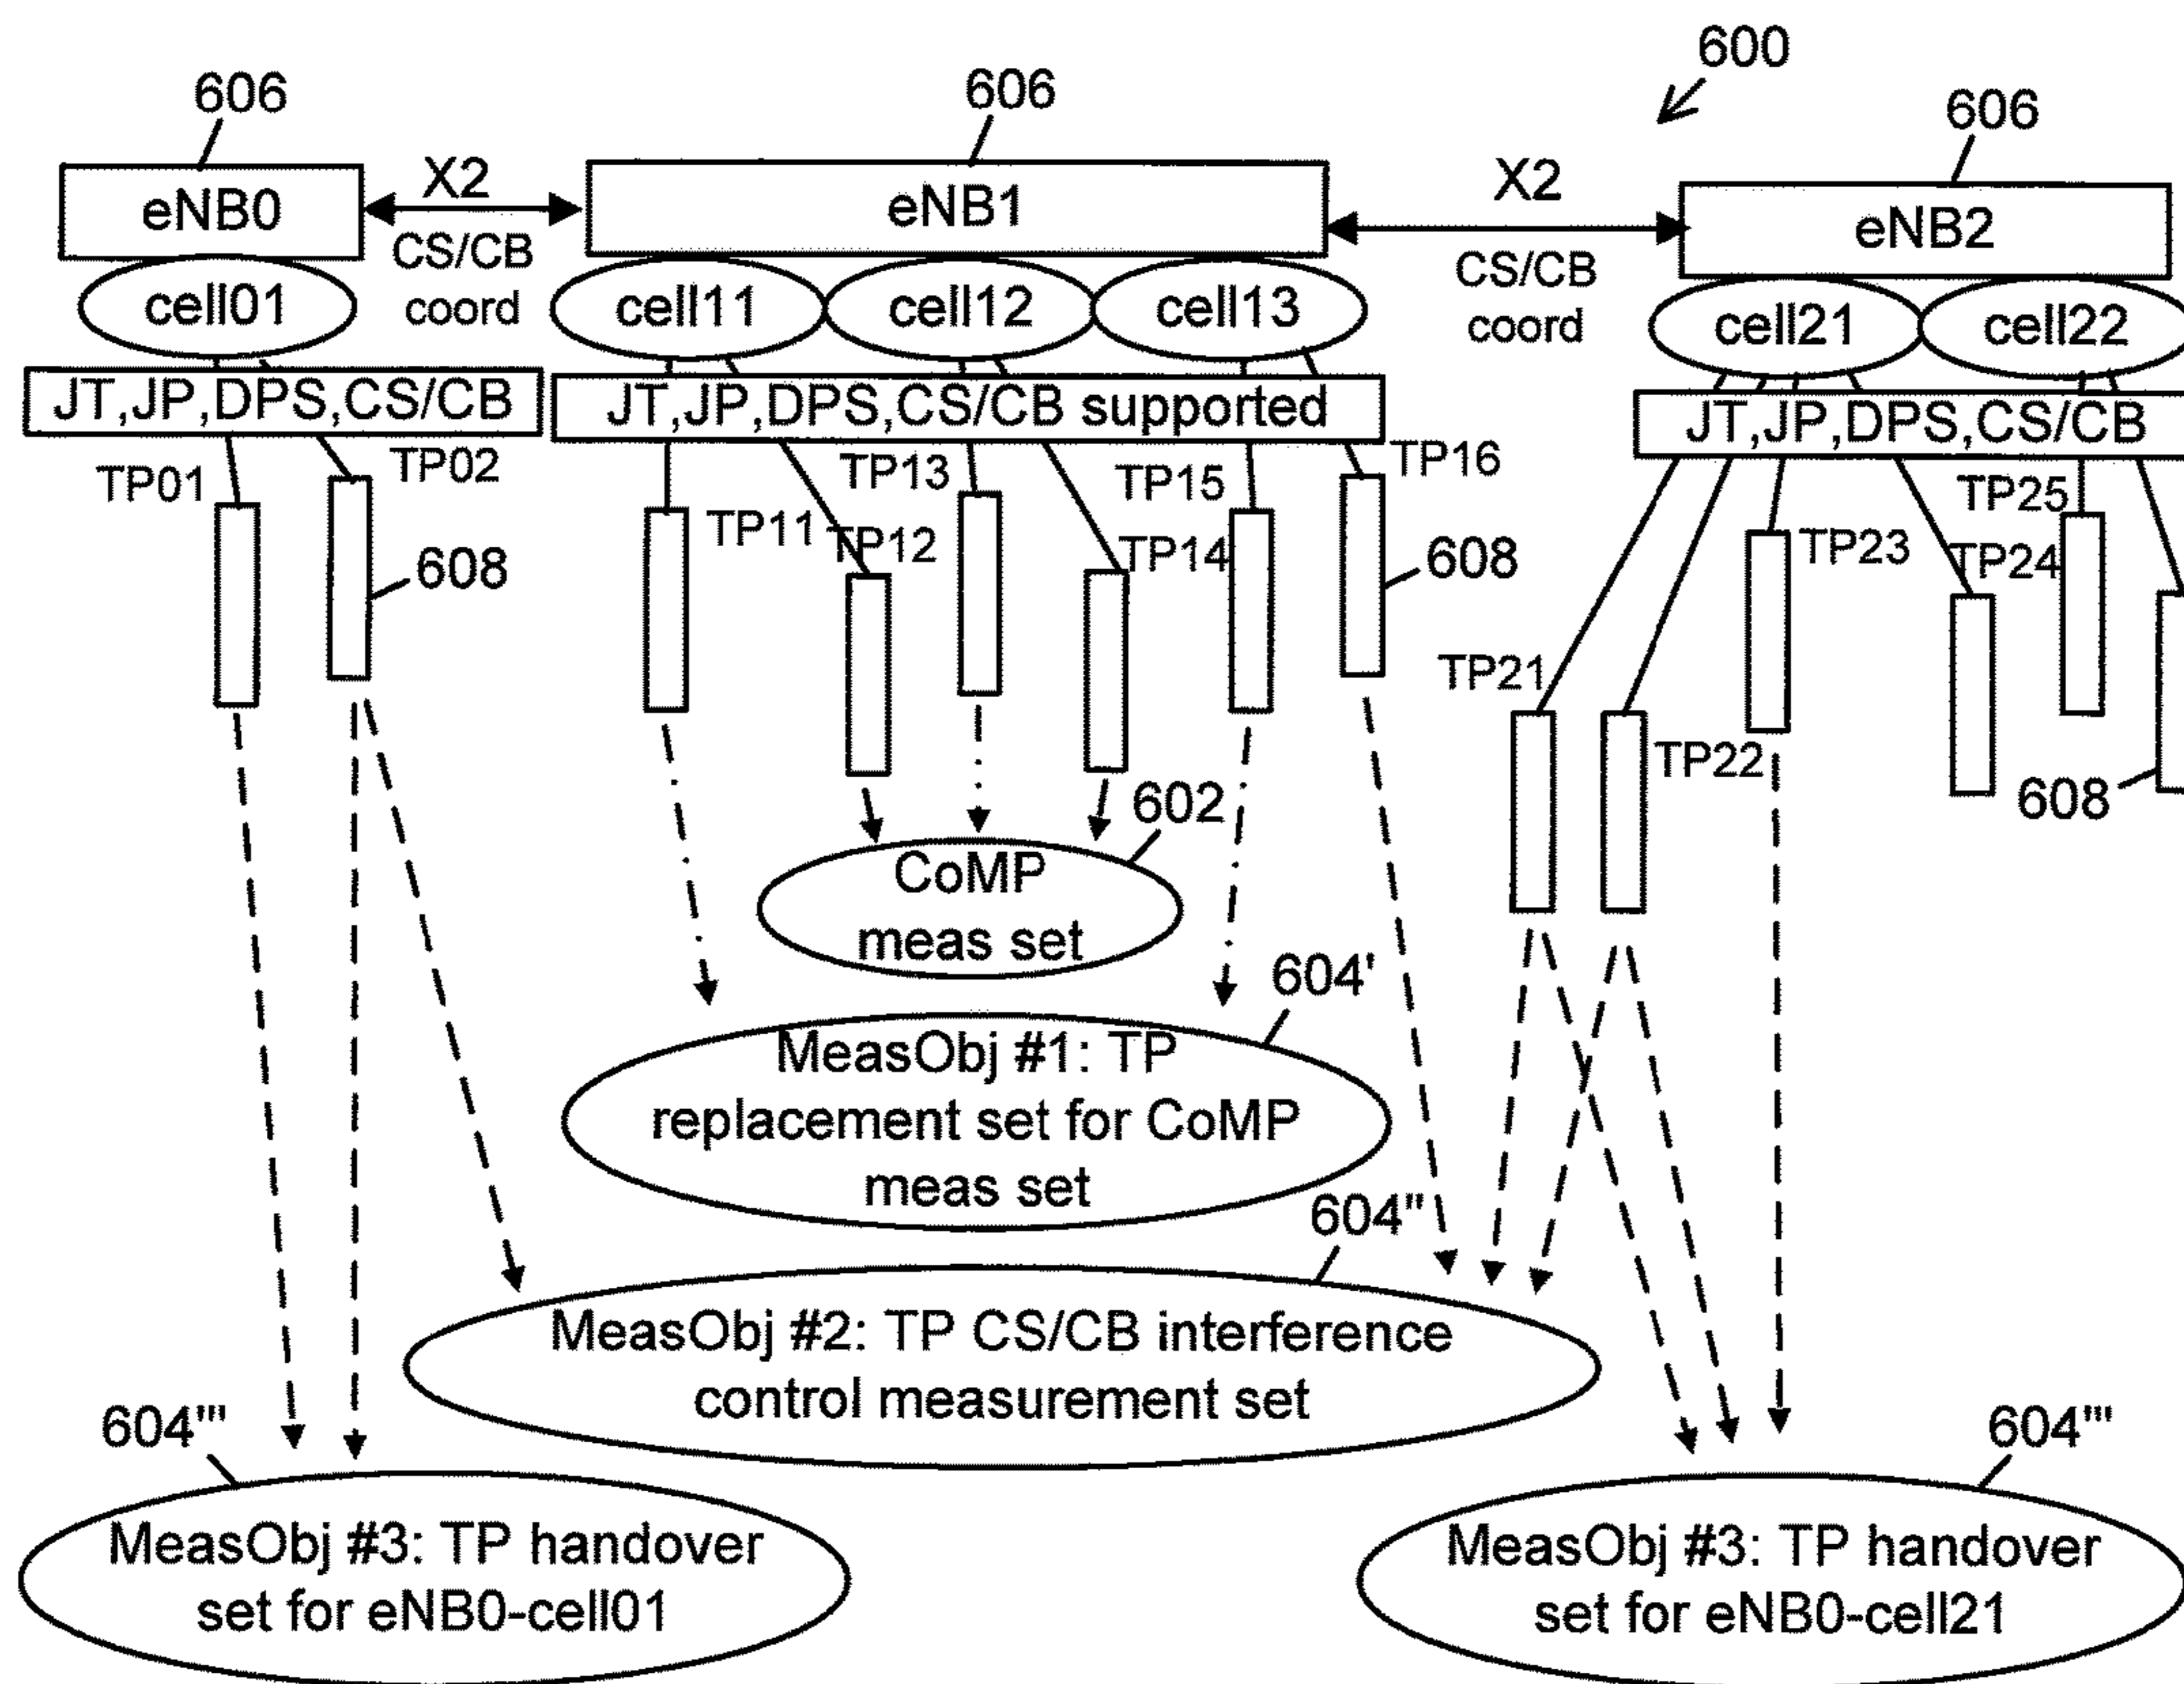 600
606
606
606
eNB0
X2
CS/CB
coord
eNB1
X2
CS/CB
coord
eNB2
cell01
cell11
cell12
cell13
cell21
cell22
JT,JP,DPS,CS/CB
JT,JP,DPS,CS/CB supported
JT,JP,DPS,CS/CB
TP01
TP02
TP11
TP12
TP13
TP14
TP15
TP16
TP21
TP22
TP23
TP24
TP25
608
608
608
602
CoMP
meas set
604'
MeasObj #1: TP
replacement set for CoMP
meas set
604"
MeasObj #2: TP CS/CB interference
control measurement set
604'"
MeasObj #3: TP handover
set for eNB0-cell01
604'"
MeasObj #3: TP handover
set for eNB0-cell21